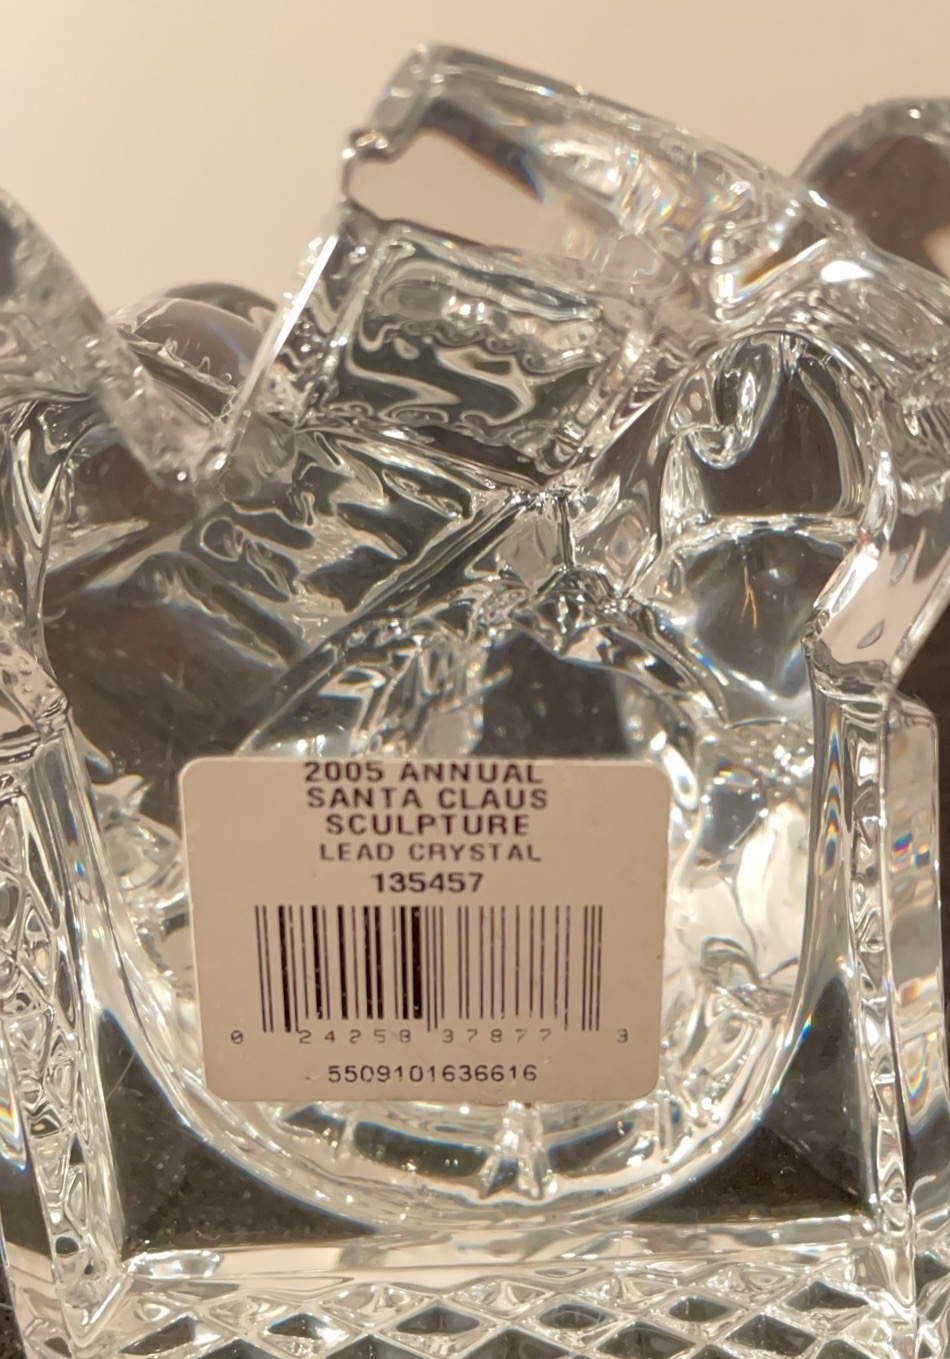 2005 ANNUAL
SANTA CLAUS
SCULPTURE
LEAD CRYSTAL
135457
0 24258 37877 3
5509101636616